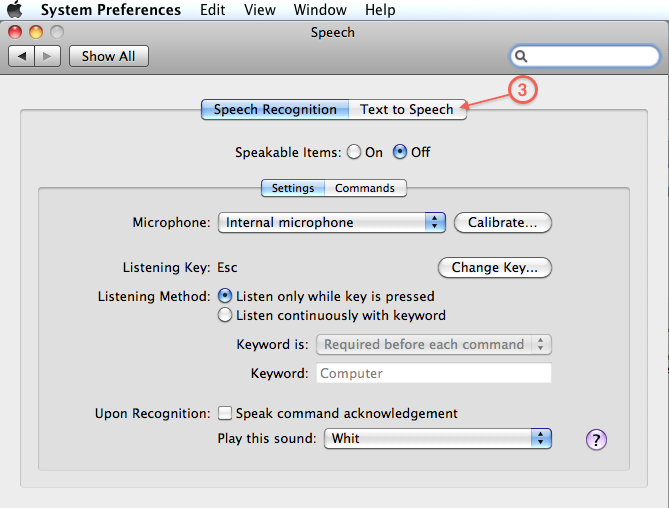 System Preferences Edit View Window Help
Speech
Show All
3
Speech Recognition Text to Speech
Speakable Items: On Off
Settings Commands
Microphone: Internal microphone Calibrate...
Listening Key: Esc Change Key...
Listening Method: Listen only while key is pressed
Listen continuously with keyword
Keyword is: Required before each command
Keyword: Computer
Upon Recognition: Speak command acknowledgement
Play this sound: Whit ?